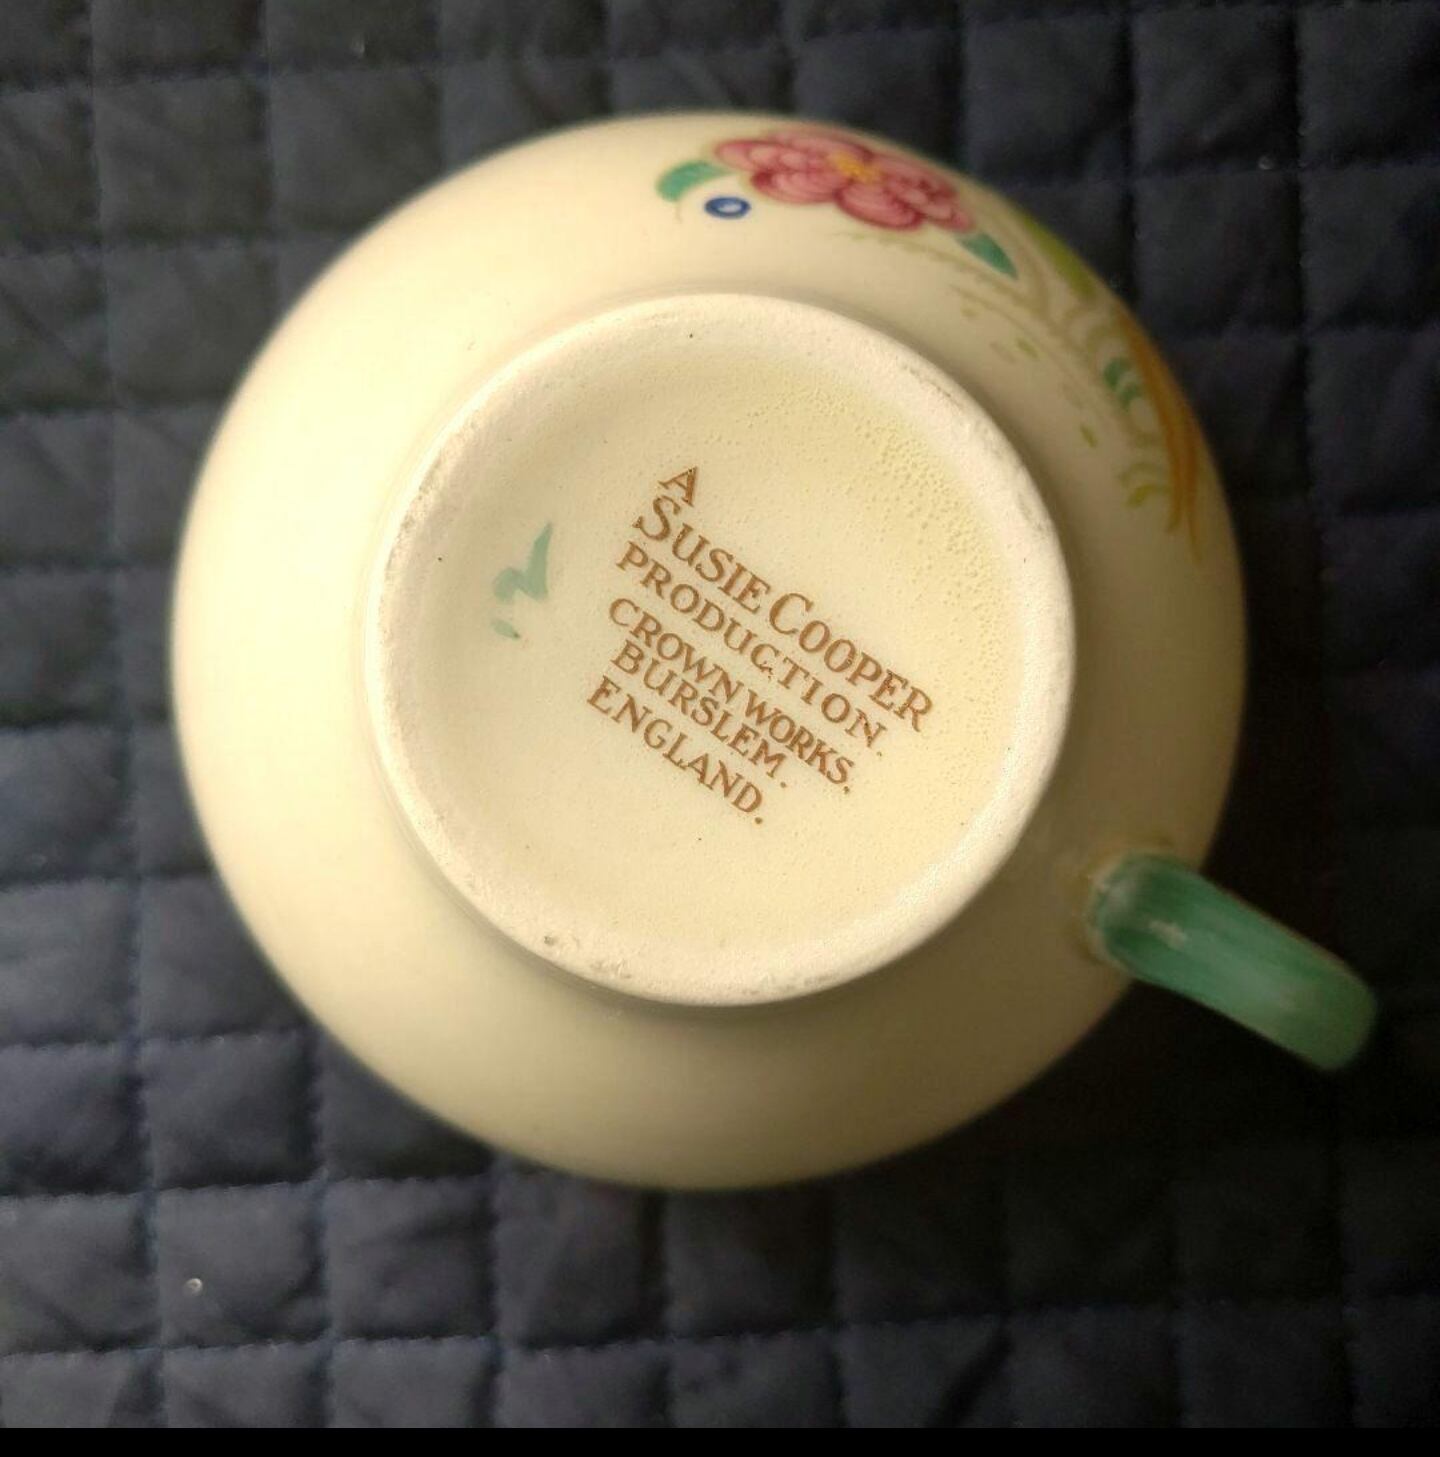 A
SUSIE COOPER
PRODUCTION.
CROWN WORKS.
BURSLEM.
ENGLAND.